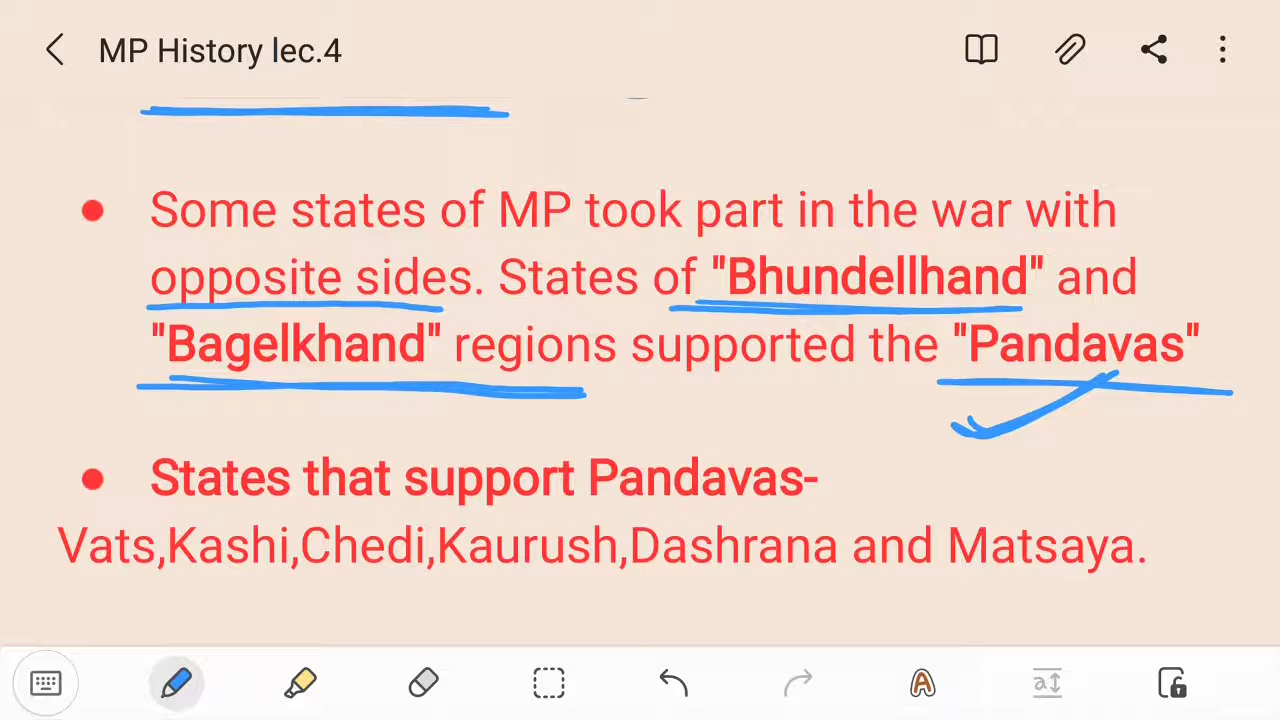 MP History lec.4
Some states of MP took part in the war with
opposite sides. States of "Bhundellhand" and
"Bagelkhand" regions supported the "Pandavas"
States that support Pandavas-
Vats,Kashi,Chedi,Kaurush,Dashrana and Matsaya.